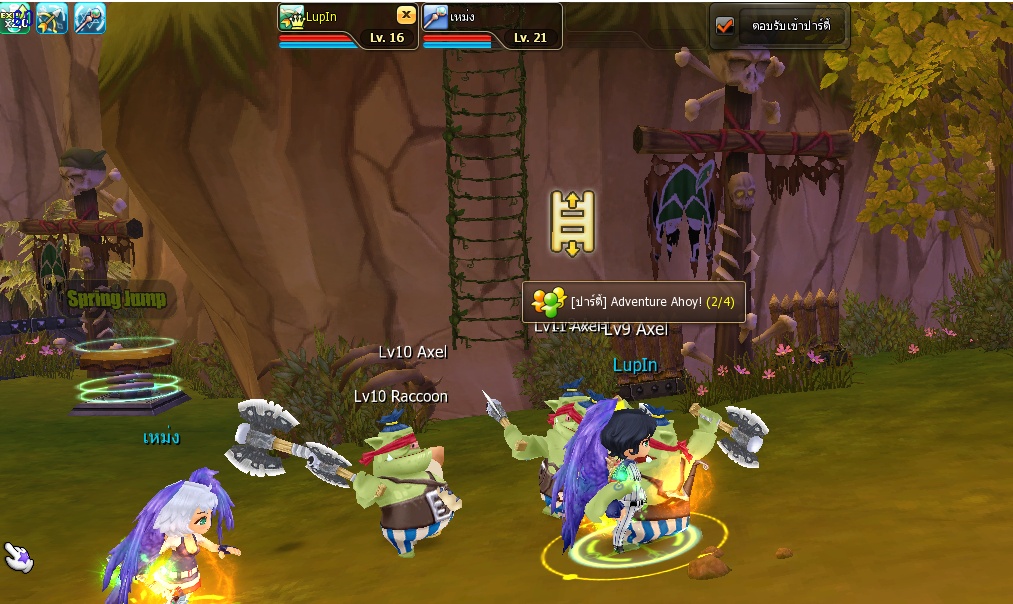 LupIn
Lv. 16
เหม่ง
Lv. 21
ตอบรับเข้าปาร์ตี้
Spring Jump
[ปาร์ตี้] Adventure Ahoy! (2/4)
Lv11 Axel
Lv9 Axel
Lv10 Axel
LupIn
Lv10 Raccoon
เหม่ง